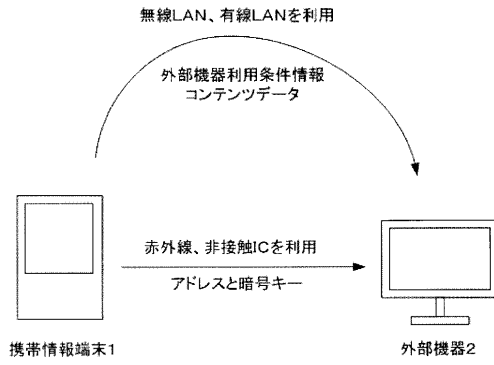 無線LAN、有線LANを利用
外部機器利用条件情報
コンテンツデータ
赤外線、非接触ICを利用
アドレスと暗号キー
携帯情報端末1
外部機器2